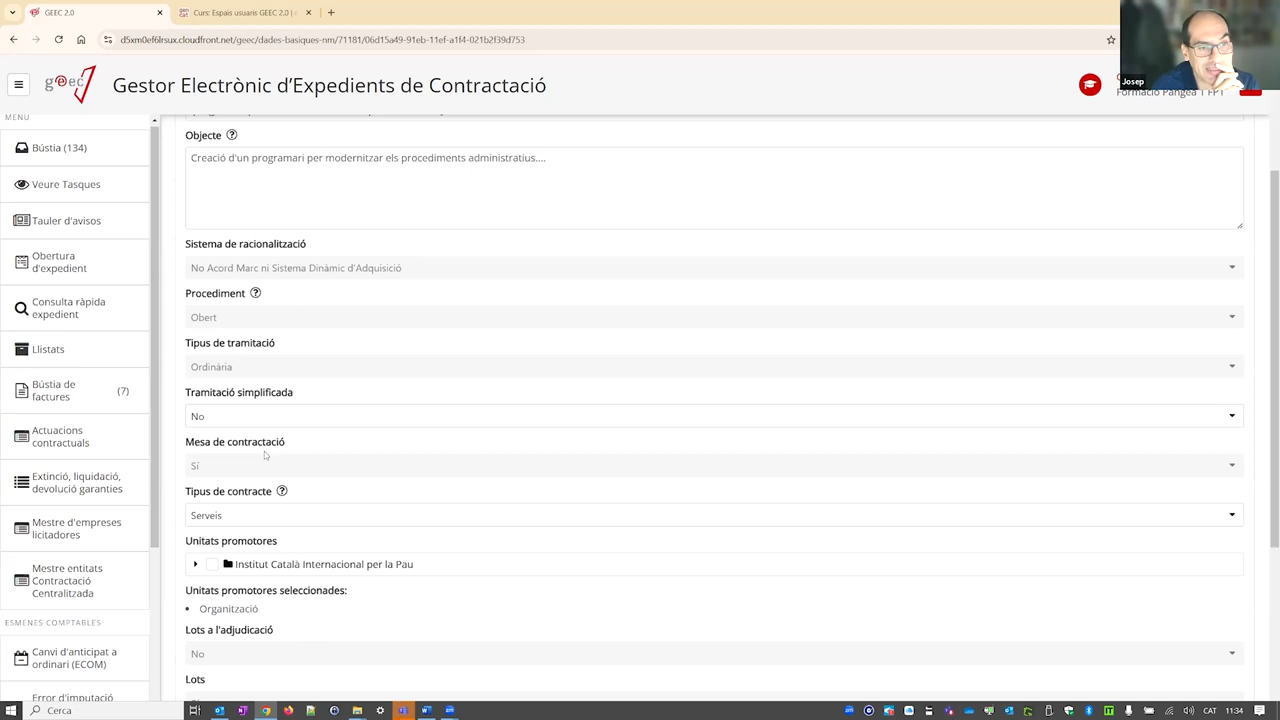 GEEC 2.0
Curs: Espais usuaris GEEC 2.0 | e
d5xm0ef6lrsux.cloudfront.net/geec/dades-basiques-nm/71181/06d15a49-91eb-11ef-a1f4-021b2f39d753
Josep
geec
Gestor Electrònic d'Expedients de Contractació
Formació Pangea 1 FPT
MENÚ
Bústia (134)
Veure Tasques
Tauler d'avisos
Obertura
d'expedient
Consulta ràpida
expedient
Llistats
Bústia de
factures
(7)
Actuacions
contractuals
Extinció, liquidació,
devolució garanties
Mestre d'empreses
licitadores
Mestre entitats
Contractació
Centralitzada
ESMENES COMPTABLES
Canvi d'anticipat a
ordinari (ECOM)
Error d'imputació
Objecte
Creació d'un programari per modernitzar els procediments administratius....
Sistema de racionalització
No Acord Marc ni Sistema Dinàmic d'Adquisició
Procediment
Obert
Tipus de tramitació
Ordinària
Tramitació simplificada
No
Mesa de contractació
Sí
Tipus de contracte
Serveis
Unitats promotores
Institut Català Internacional per la Pau
Unitats promotores seleccionades:
Organització
Lots a l'adjudicació
No
Lots
Cerca
CAT
11:34